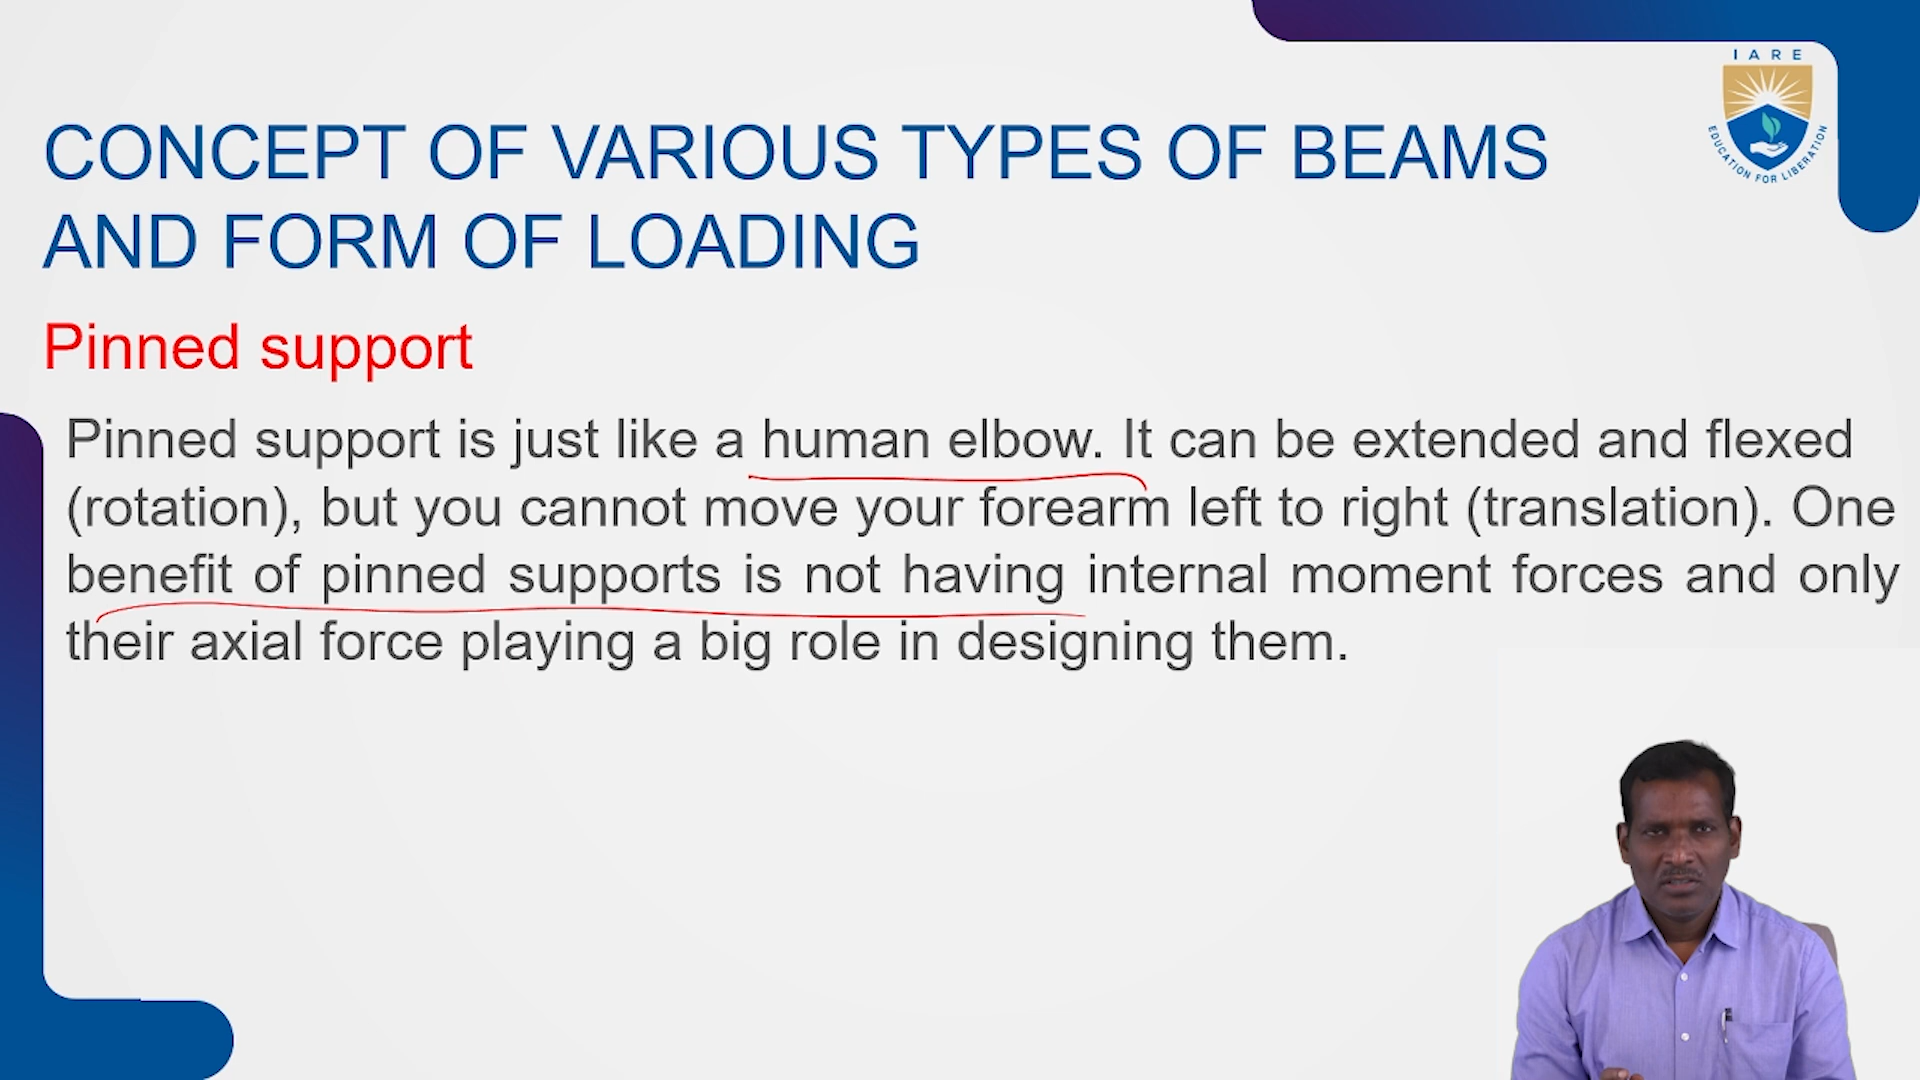 IARE
EDUCATION FOR LIBERATION
CONCEPT OF VARIOUS TYPES OF BEAMS
AND FORM OF LOADING
Pinned support
Pinned support is just like a human elbow. It can be extended and flexed
(rotation), but you cannot move your forearm left to right (translation). One
benefit of pinned supports is not having internal moment forces and only
their axial force playing a big role in designing them.